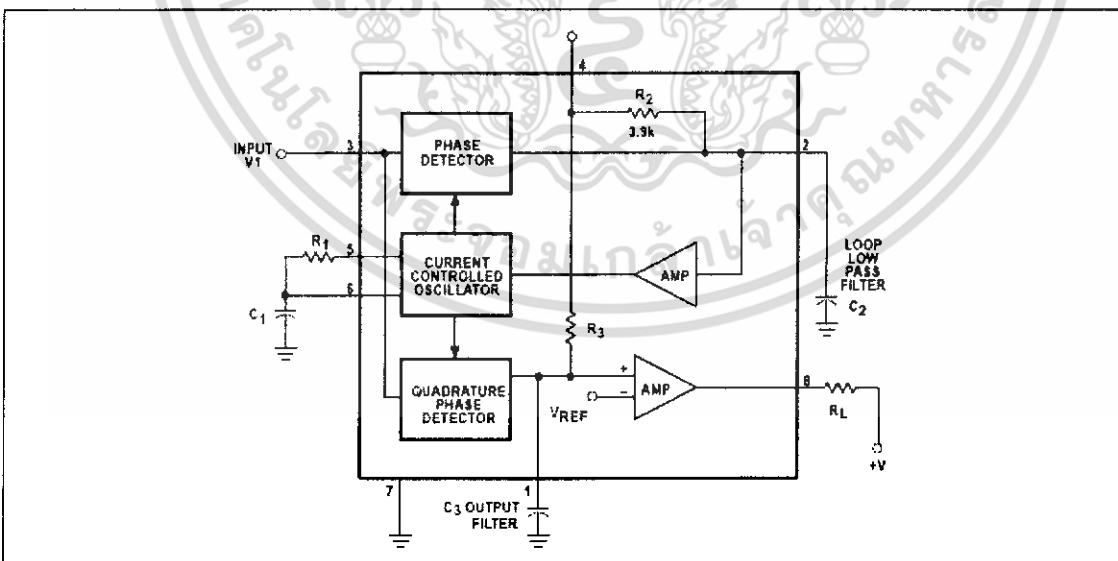 4
R2
3.9k
INPUT
V1
3
PHASE
DETECTOR
2
R1
5
CURRENT
CONTROLLED
OSCILLATOR
AMP
LOOP
LOW
PASS
FILTER
C2
6
C1
R3
QUADRATURE
PHASE
DETECTOR
+
−
AMP
VREF
8
RL
+V
7
1
C3 OUTPUT
FILTER